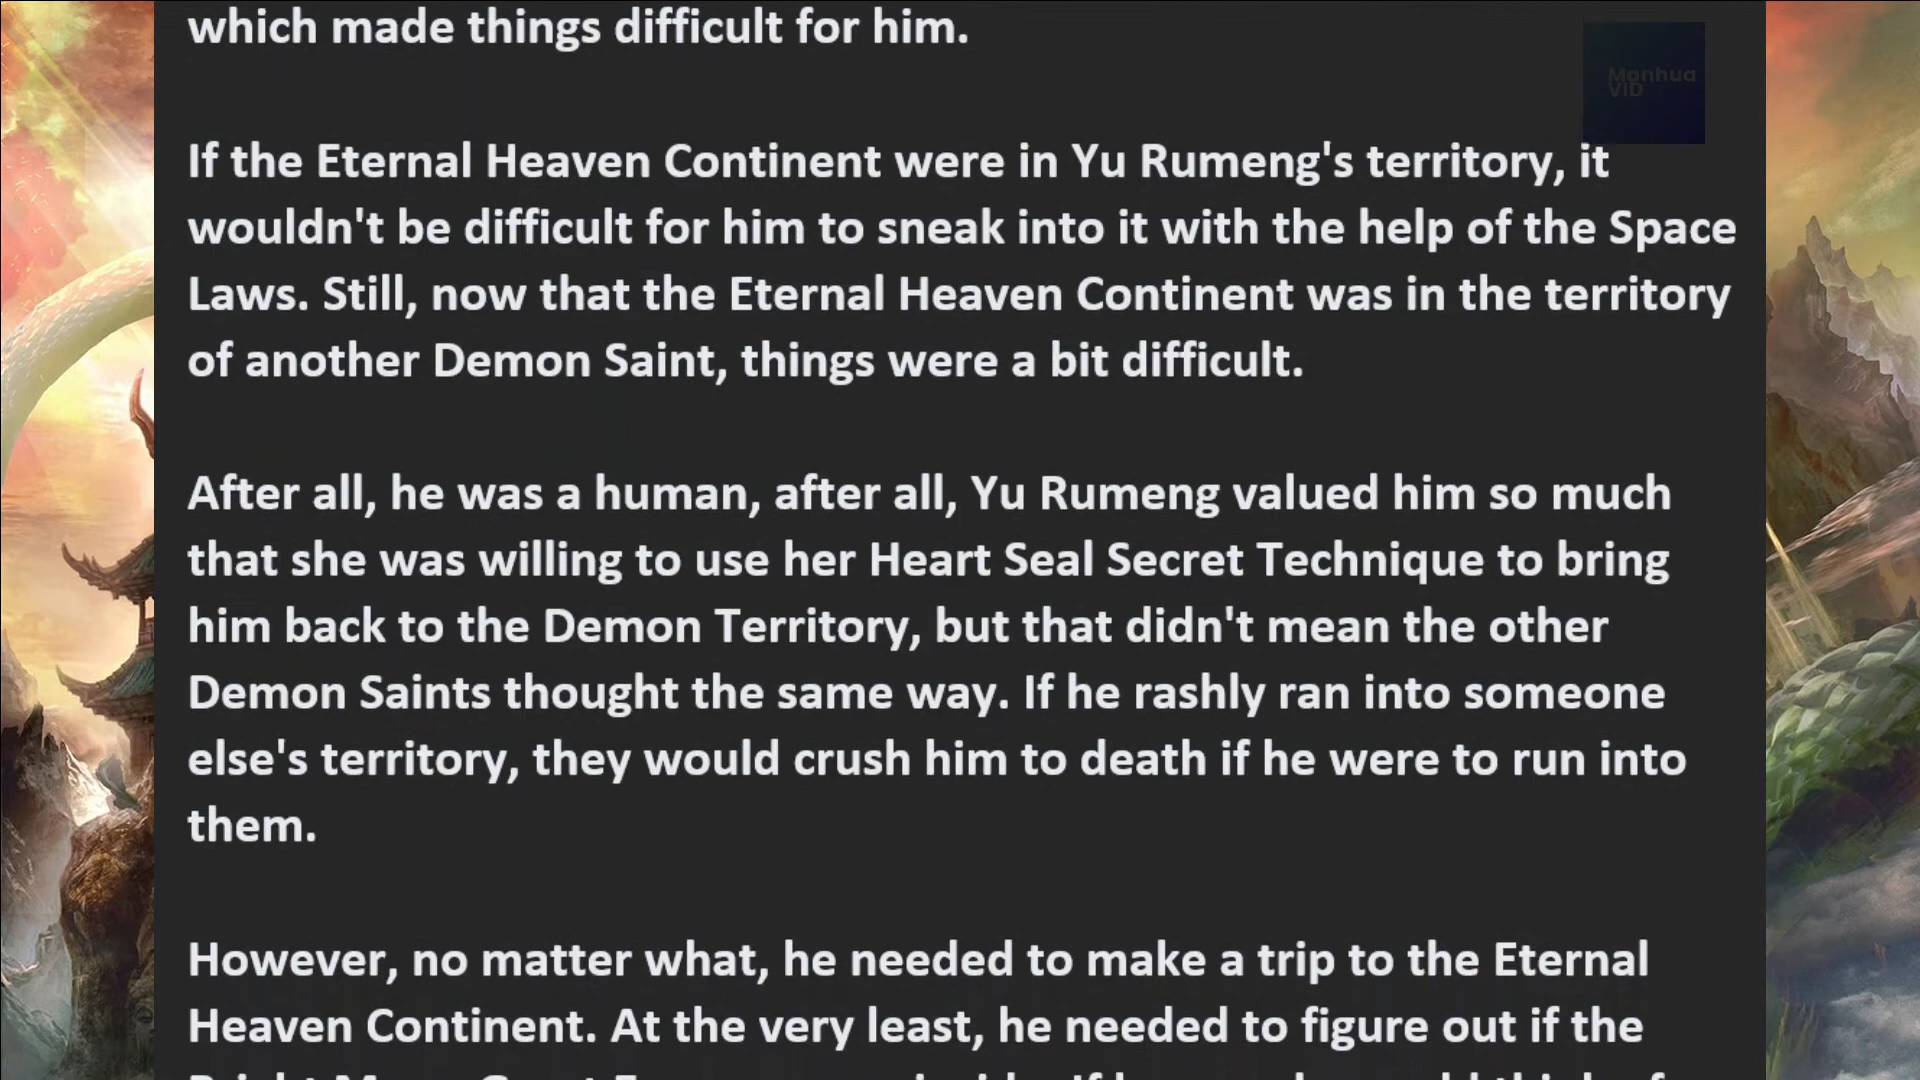 which made things difficult for him.
Manhua
VID
If the Eternal Heaven Continent were in Yu Rumeng's territory, it
wouldn't be difficult for him to sneak into it with the help of the Space
Laws. Still, now that the Eternal Heaven Continent was in the territory
of another Demon Saint, things were a bit difficult.
After all, he was a human, after all, Yu Rumeng valued him so much
that she was willing to use her Heart Seal Secret Technique to bring
him back to the Demon Territory, but that didn't mean the other
Demon Saints thought the same way. If he rashly ran into someone
else's territory, they would crush him to death if he were to run into
them.
However, no matter what, he needed to make a trip to the Eternal
Heaven Continent. At the very least, he needed to figure out if the